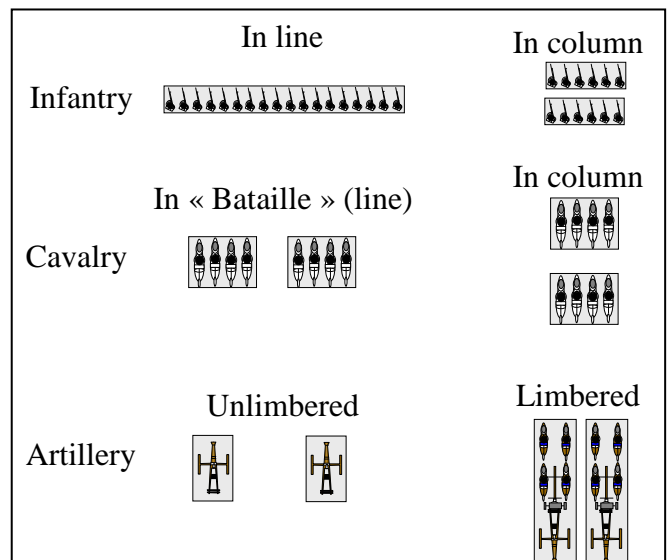 In line
In column
Infantry
In « Bataille » (line)
In column
Cavalry
Unlimbered
Limbered
Artillery